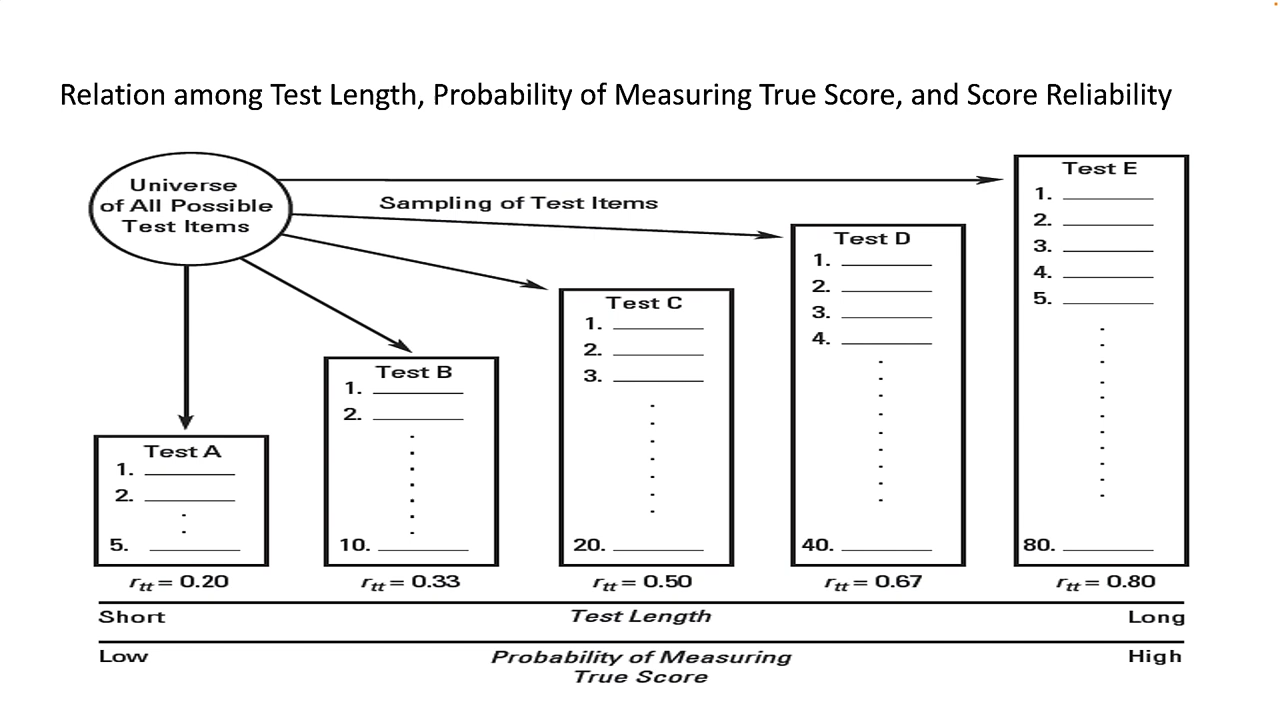 Relation among Test Length, Probability of Measuring True Score, and Score Reliability
Universe
of All Possible
Test Items
Sampling of Test Items
Test A
1.
2.
5.
r_tt = 0.20
Test B
1.
2.
10.
r_tt = 0.33
Test C
1.
2.
3.
20.
r_tt = 0.50
Test D
1.
2.
3.
4.
40.
r_tt = 0.67
Test E
1.
2.
3.
4.
5.
80.
r_tt = 0.80
Short Test Length Long
Low Probability of Measuring High
True Score